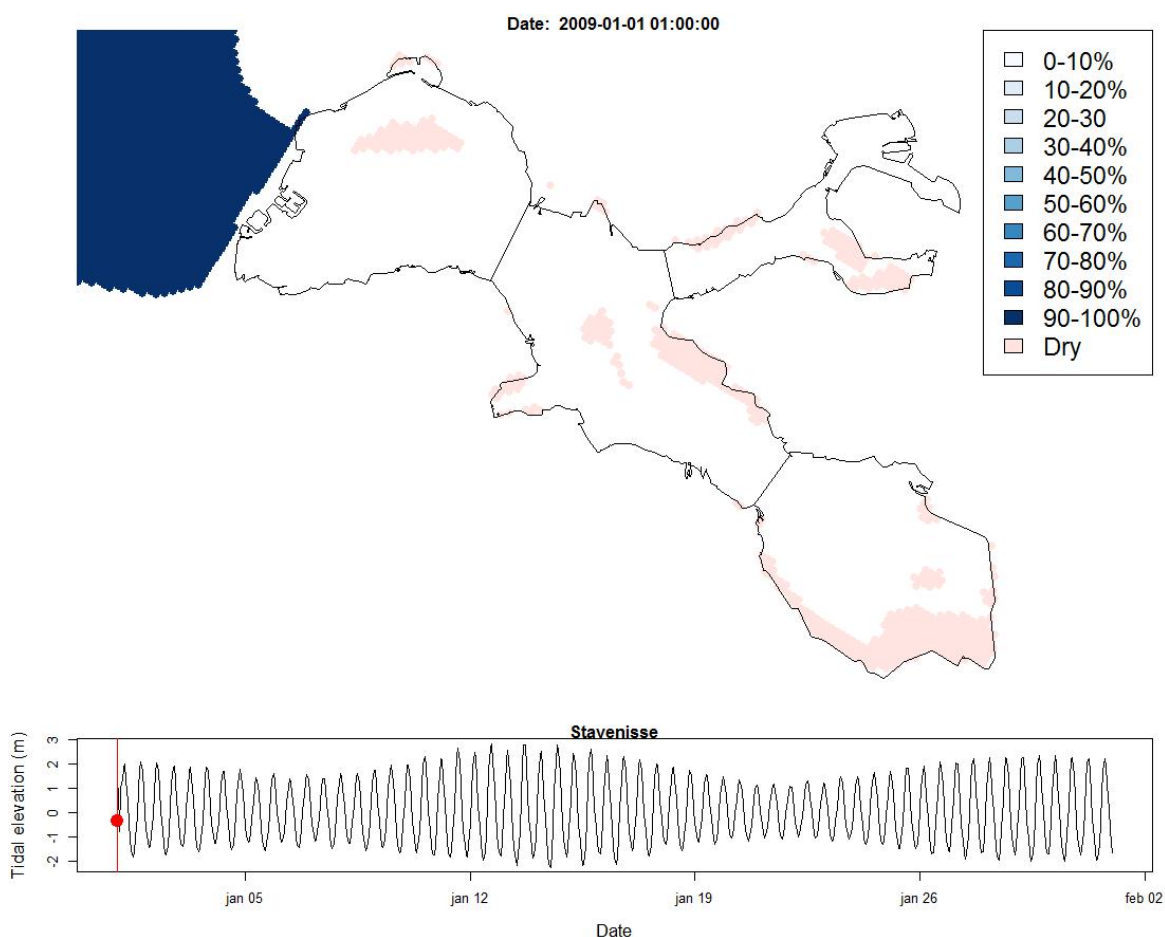 Date: 2009-01-01 01:00:00
0-10%
10-20%
20-30
30-40%
40-50%
50-60%
60-70%
70-80%
80-90%
90-100%
Dry
Stavenisse
Tidal elevation (m)
3
2
1
0
-1
-2
jan 05
jan 12
jan 19
jan 26
feb 02
Date